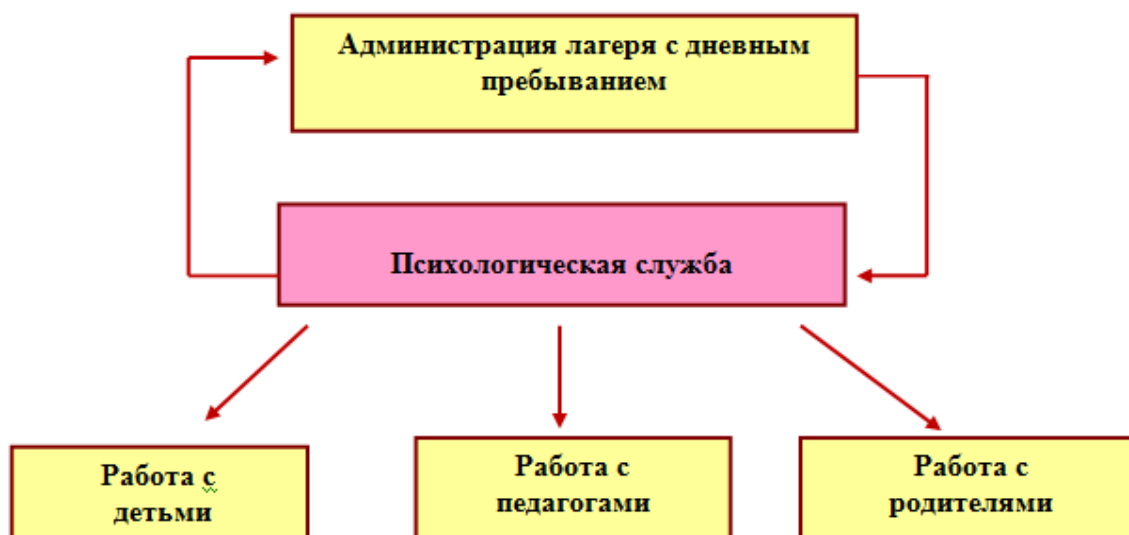 Администрация лагеря с дневным
пребыванием
Психологическая служба
Работа с
детьми
Работа с
педагогами
Работа с
родителями